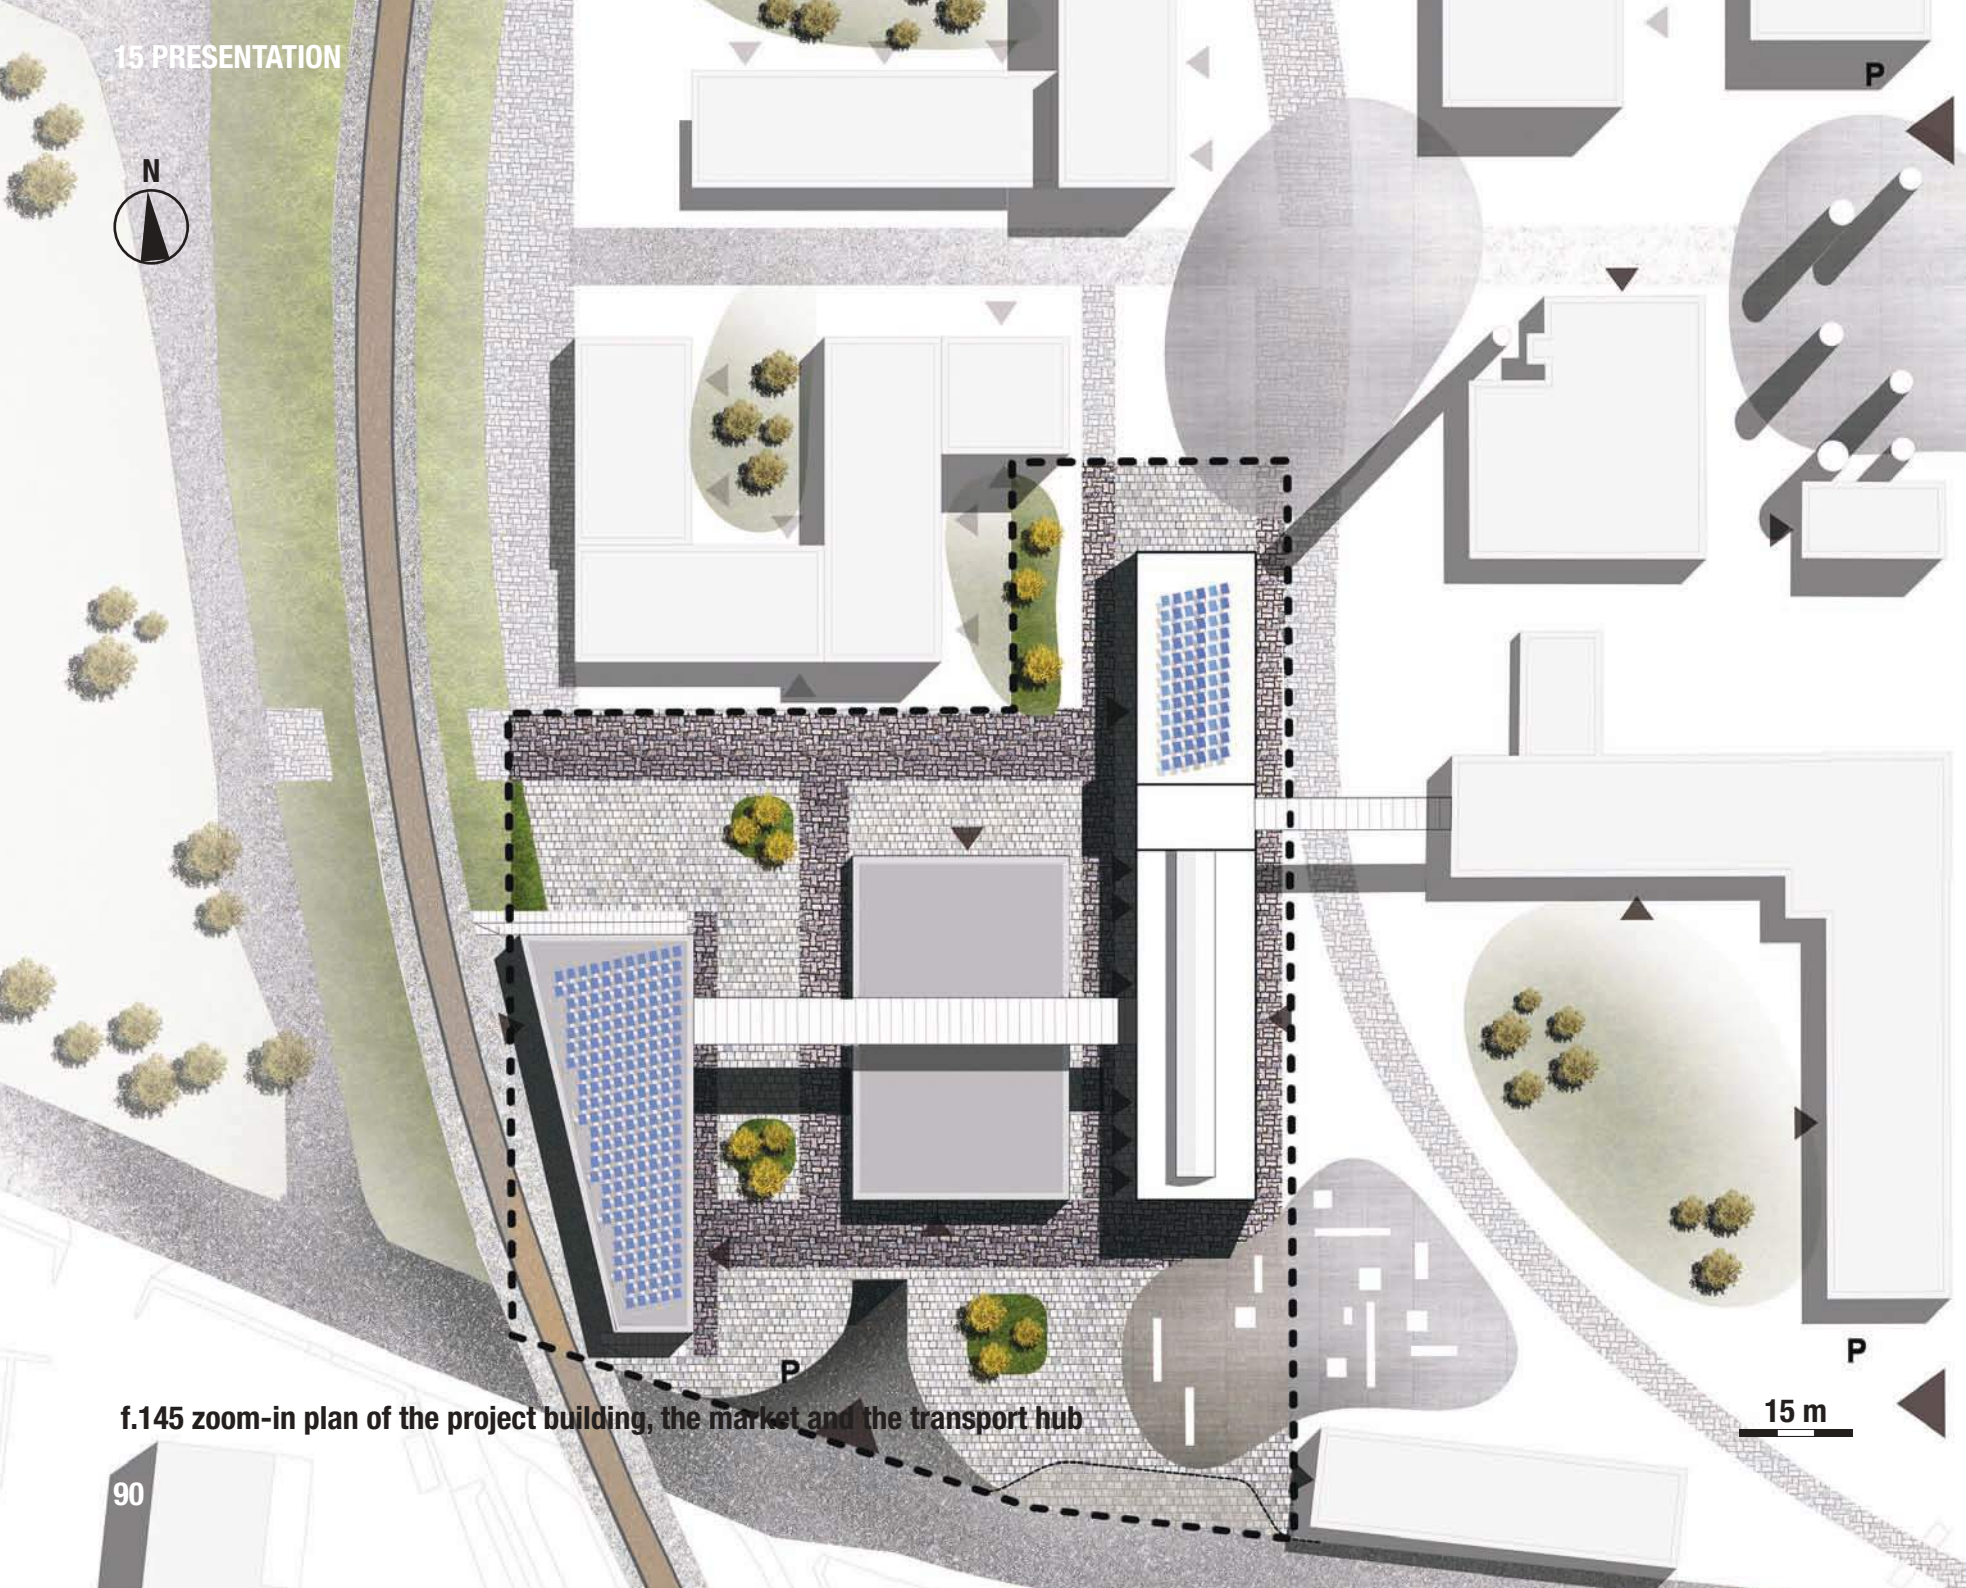 15 PRESENTATION
P
N
P
P
15 m
f.145 zoom-in plan of the project building, the market and the transport hub
90